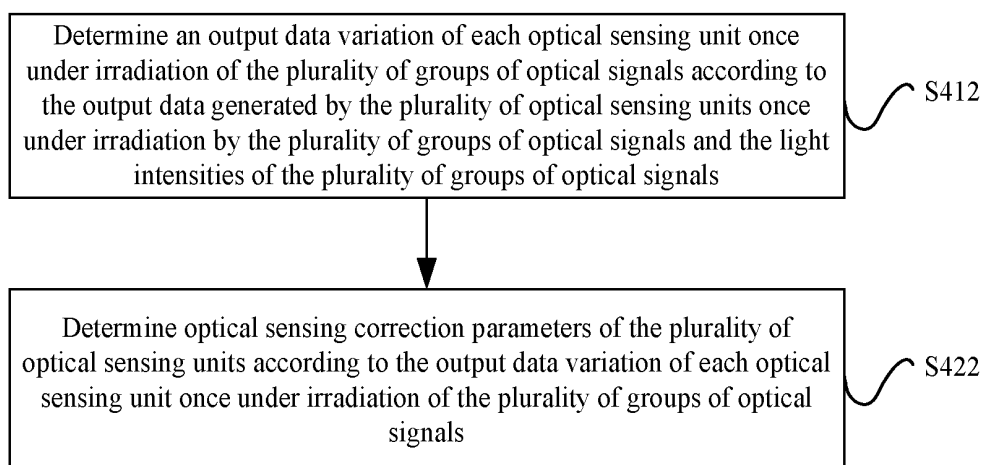 Determine an output data variation of each optical sensing unit once
under irradiation of the plurality of groups of optical signals according to
the output data generated by the plurality of optical sensing units once
under irradiation by the plurality of groups of optical signals and the light
intensities of the plurality of groups of optical signals
S412
Determine optical sensing correction parameters of the plurality of
optical sensing units according to the output data variation of each optical
sensing unit once under irradiation of the plurality of groups of optical
signals
S422